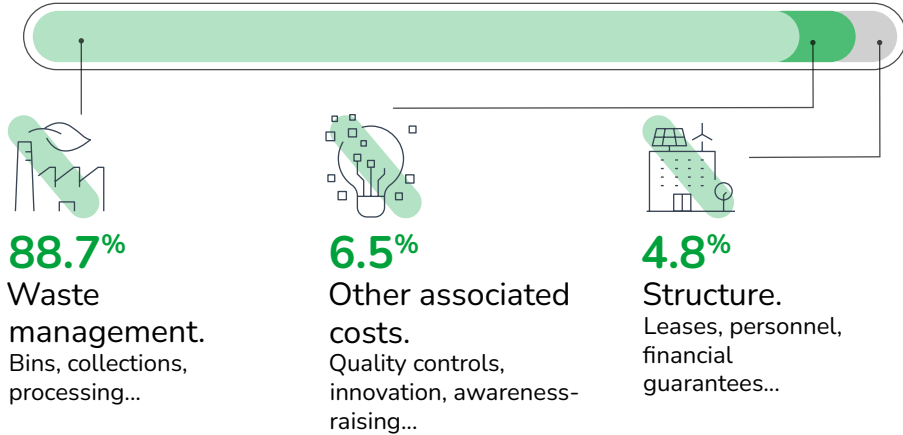 88.7%
Waste
management.
Bins, collections,
processing...
6.5%
Other associated
costs.
Quality controls,
innovation, awareness-
raising...
4.8%
Structure.
Leases, personnel,
financial
guarantees...